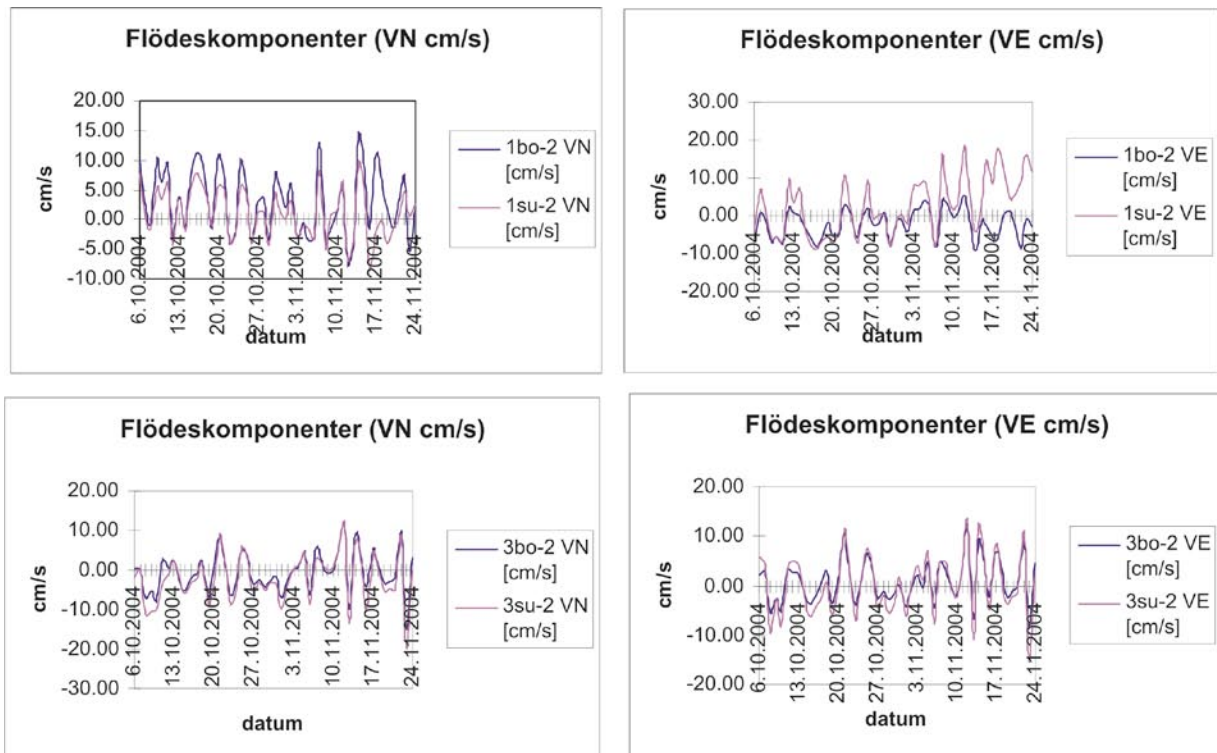 Flödeskomponenter (VN cm/s)
20.00
15.00
10.00
5.00
0.00
-5.00
-10.00
cm/s
6.10.2004
13.10.2004
20.10.2004
27.10.2004
3.11.2004
10.11.2004
17.11.2004
24.11.2004
datum
1bo-2 VN
[cm/s]
1su-2 VN
[cm/s]
Flödeskomponenter (VE cm/s)
30.00
20.00
10.00
0.00
-10.00
-20.00
cm/s
6.10.2004
13.10.2004
20.10.2004
27.10.2004
3.11.2004
10.11.2004
17.11.2004
24.11.2004
datum
1bo-2 VE
[cm/s]
1su-2 VE
[cm/s]
Flödeskomponenter (VN cm/s)
20.00
10.00
0.00
-10.00
-20.00
-30.00
cm/s
6.10.2004
13.10.2004
20.10.2004
27.10.2004
3.11.2004
10.11.2004
17.11.2004
24.11.2004
datum
3bo-2 VN
[cm/s]
3su-2 VN
[cm/s]
Flödeskomponenter (VE cm/s)
20.00
10.00
0.00
-10.00
-20.00
cm/s
6.10.2004
13.10.2004
20.10.2004
27.10.2004
3.11.2004
10.11.2004
17.11.2004
24.11.2004
datum
3bo-2 VE
[cm/s]
3su-2 VE
[cm/s]